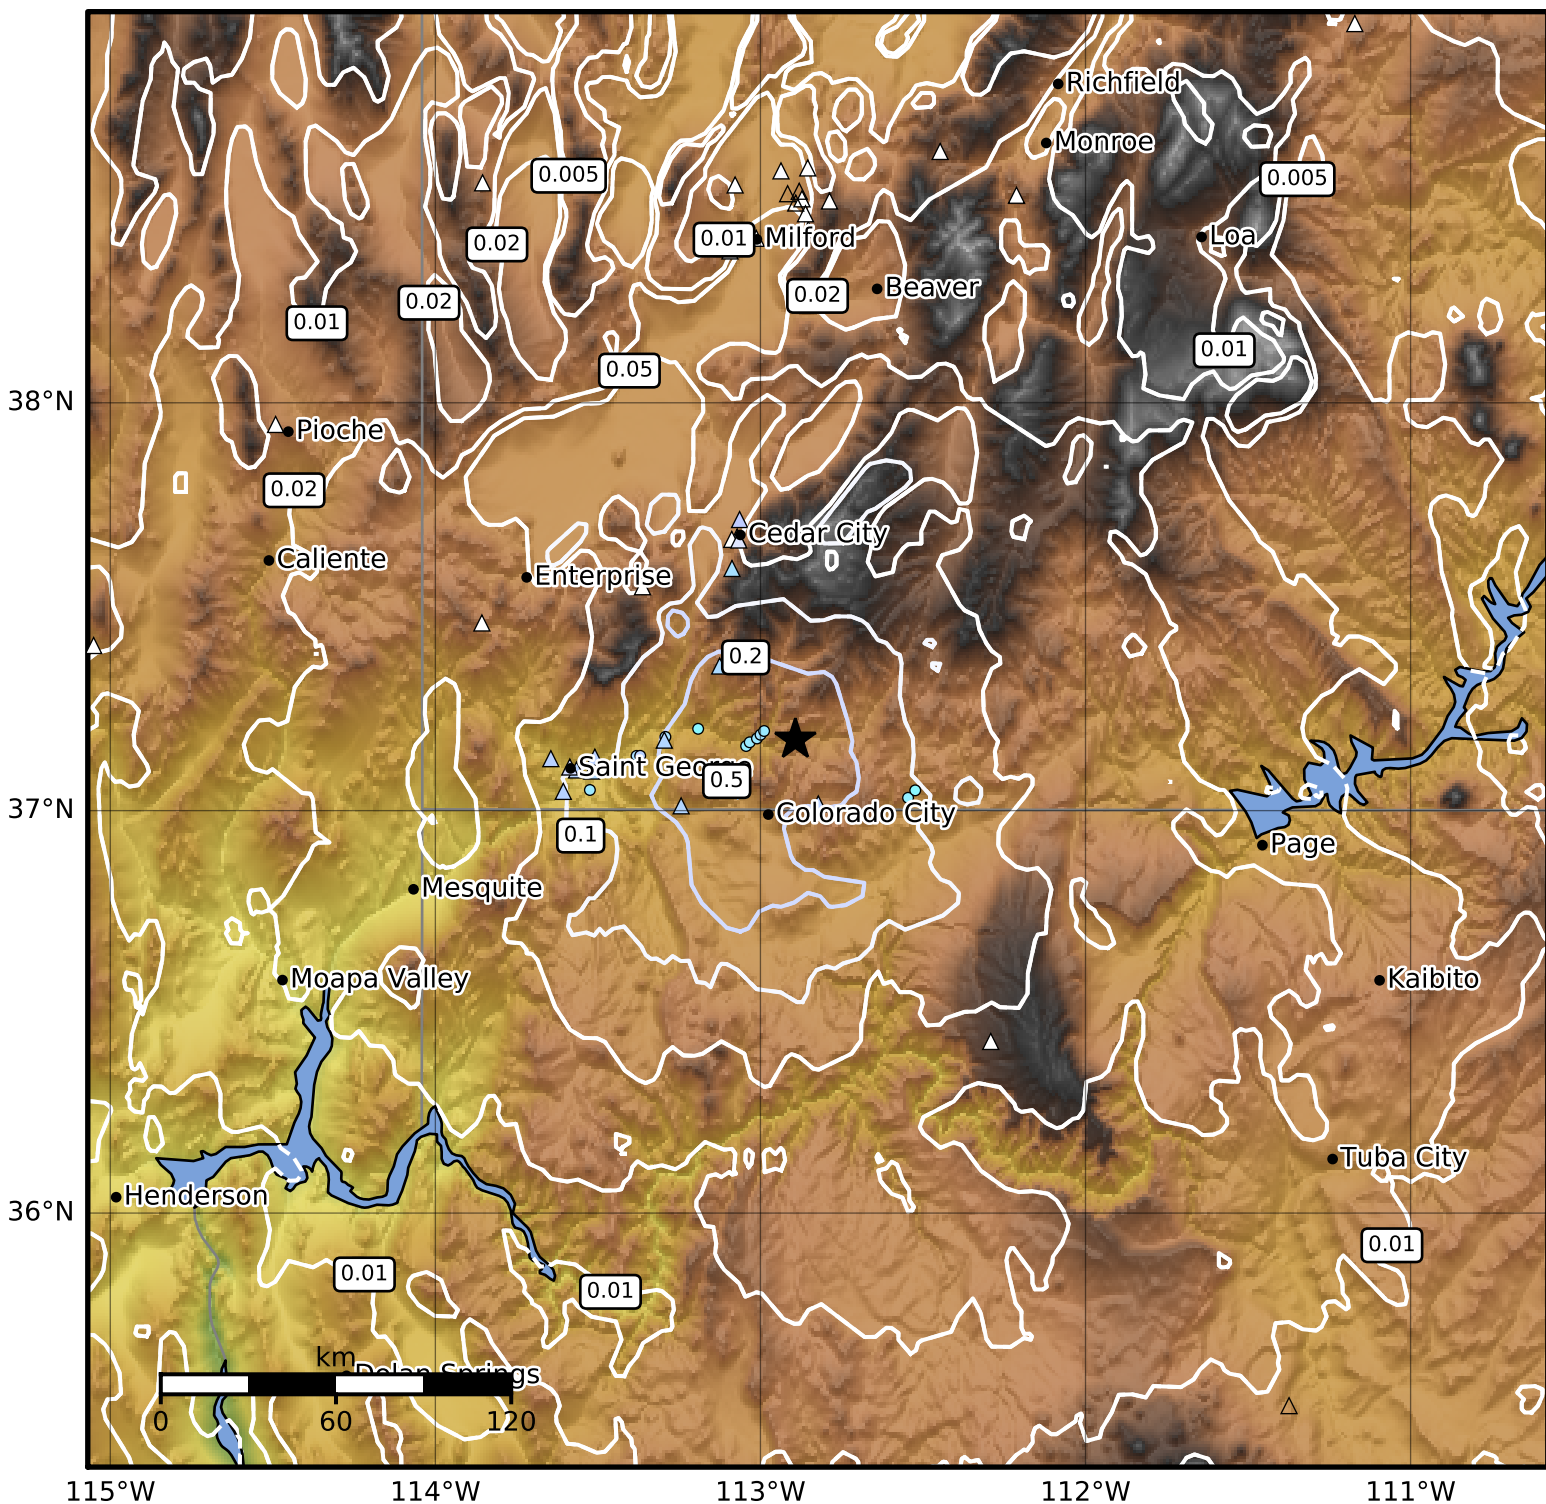 Richfield
Monroe
0.005
0.005
0.01
Milford
Loa
0.02
0.02
Beaver
0.02
0.01
0.01
0.05
38°N
Pioche
0.02
Cedar City
Caliente
Enterprise
0.2
Saint George
0.5
37°N
Colorado City
0.1
Page
Mesquite
Moapa Valley
Kaibito
Tuba City
Henderson
36°N
0.01
0.01
0.01
km
Dolan Springs
0 60 120
115°W 114°W 113°W 112°W 111°W